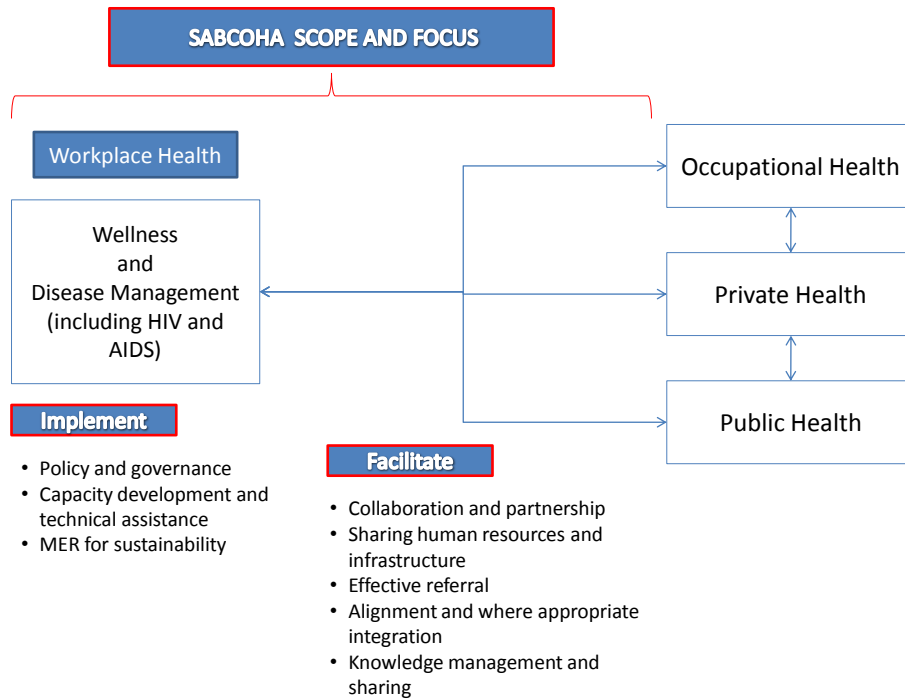 SABCOHA  SCOPE AND FOCUS
Workplace Health
Wellness
and
Disease Management
(including HIV and
AIDS)
Occupational Health
Private Health
Public Health
Implement
• Policy and governance
• Capacity development and
technical assistance
• MER for sustainability
Facilitate
• Collaboration and partnership
• Sharing human resources and
infrastructure
• Effective referral
• Alignment and where appropriate
integration
• Knowledge management and
sharing